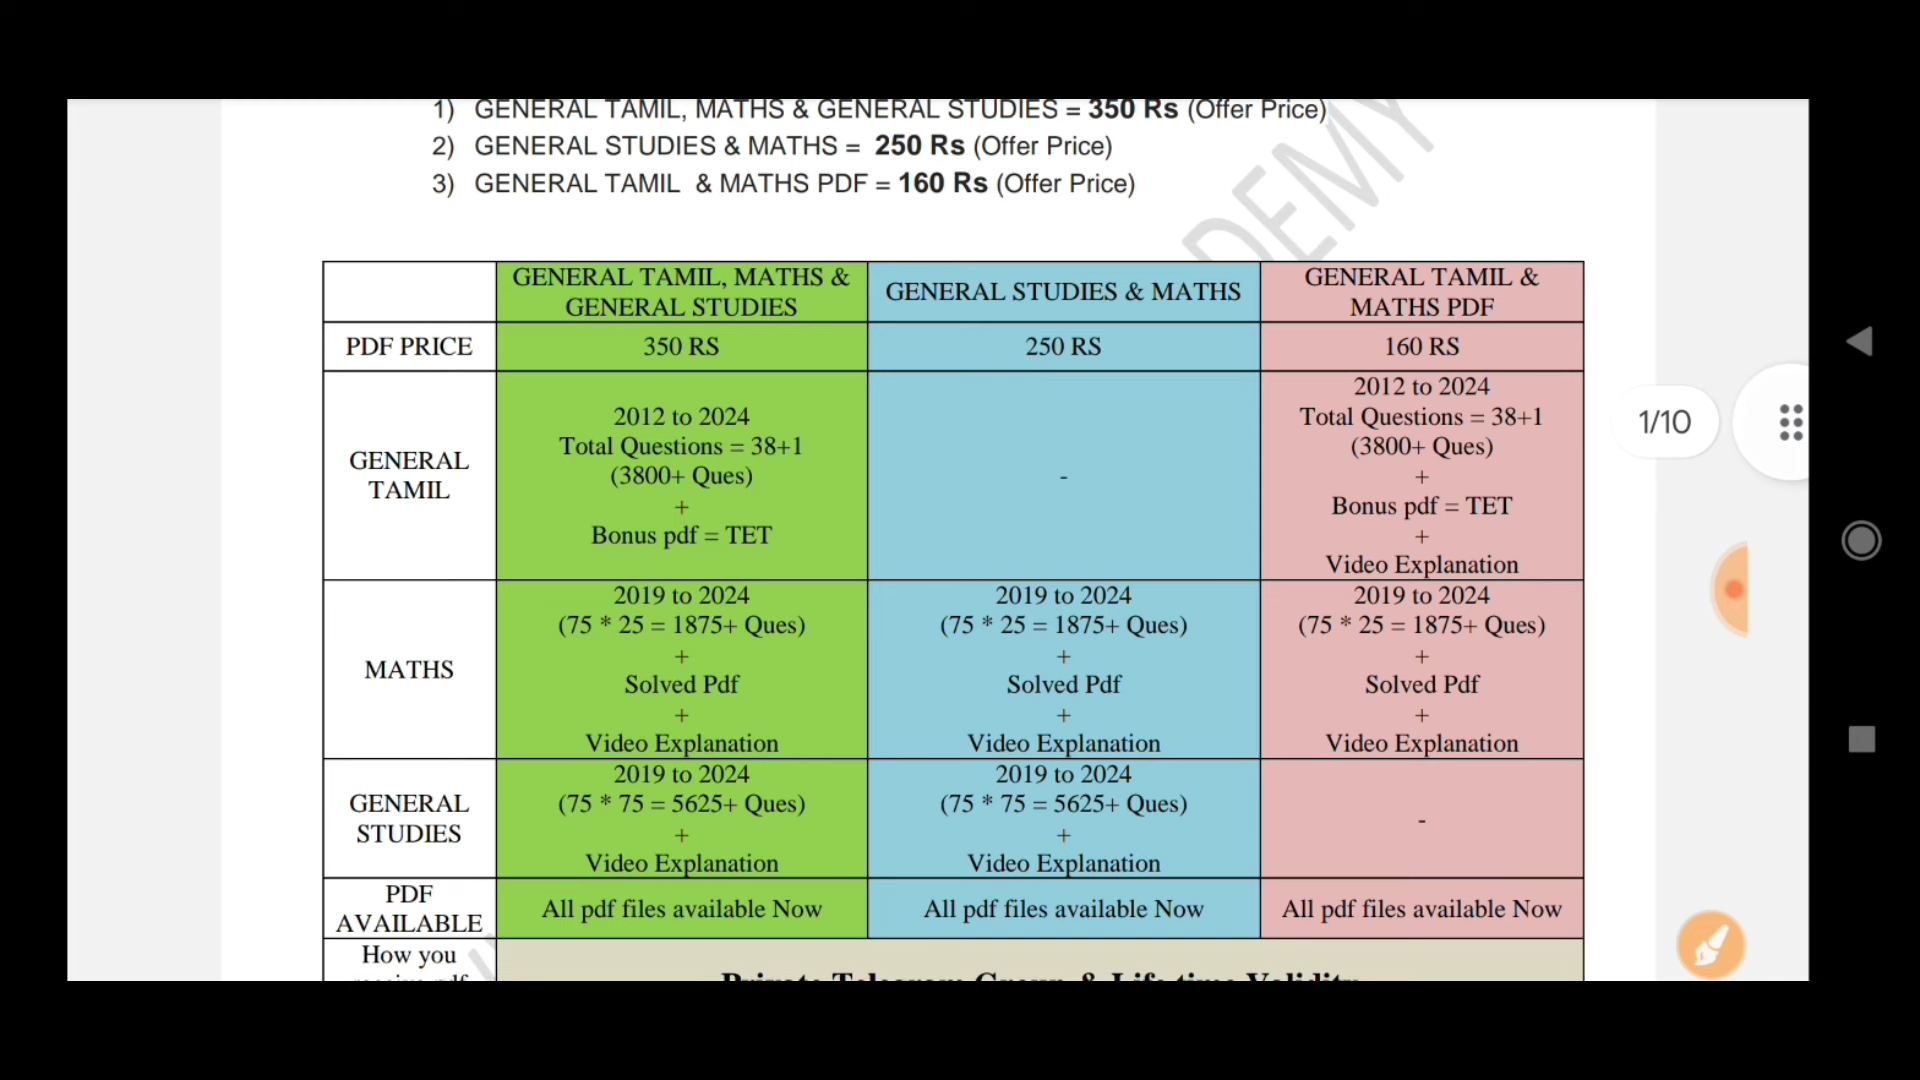 1) GENERAL TAMIL, MATHS & GENERAL STUDIES = 350 Rs (Offer Price)
2) GENERAL STUDIES & MATHS = 250 Rs (Offer Price)
3) GENERAL TAMIL & MATHS PDF = 160 Rs (Offer Price)
GENERAL TAMIL, MATHS &
GENERAL STUDIES
GENERAL STUDIES & MATHS
GENERAL TAMIL &
MATHS PDF
PDF PRICE
350 RS
250 RS
160 RS
GENERAL
TAMIL
2012 to 2024
Total Questions = 38+1
(3800+ Ques)
+
Bonus pdf = TET
-
2012 to 2024
Total Questions = 38+1
(3800+ Ques)
+
Bonus pdf = TET
+
Video Explanation
MATHS
2019 to 2024
(75 * 25 = 1875+ Ques)
+
Solved Pdf
+
Video Explanation
2019 to 2024
(75 * 25 = 1875+ Ques)
+
Solved Pdf
+
Video Explanation
2019 to 2024
(75 * 25 = 1875+ Ques)
+
Solved Pdf
+
Video Explanation
GENERAL
STUDIES
2019 to 2024
(75 * 75 = 5625+ Ques)
+
Video Explanation
2019 to 2024
(75 * 75 = 5625+ Ques)
+
Video Explanation
-
PDF
AVAILABLE
All pdf files available Now
All pdf files available Now
All pdf files available Now
How you
Private Telegram Group & Life time Validity
1/10
DEMY